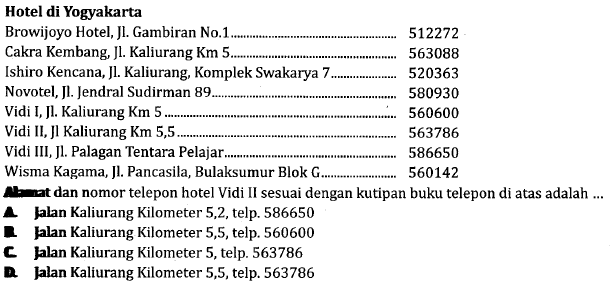 Hotel di Yogyakarta
Browijoyo Hotel, Jl. Gambiran No.1 512272
Cakra Kembang, Jl. Kaliurang Km 5 563088
Ishiro Kencana, Jl. Kaliurang, Komplek Swakarya 7 520363
Novotel, Jl. Jendral Sudirman 89 580930
Vidi I, Jl. Kaliurang Km 5 560600
Vidi II, Jl Kaliurang Km 5,5 563786
Vidi III, Jl. Palagan Tentara Pelajar 586650
Wisma Kagama, Jl. Pancasila, Bulaksumur Blok G 560142
Alamat dan nomor telepon hotel Vidi II sesuai dengan kutipan buku telepon di atas adalah ...
A. Jalan Kaliurang Kilometer 5,2, telp. 586650
B. Jalan Kaliurang Kilometer 5,5, telp. 560600
C. Jalan Kaliurang Kilometer 5, telp. 563786
D. Jalan Kaliurang Kilometer 5,5, telp. 563786